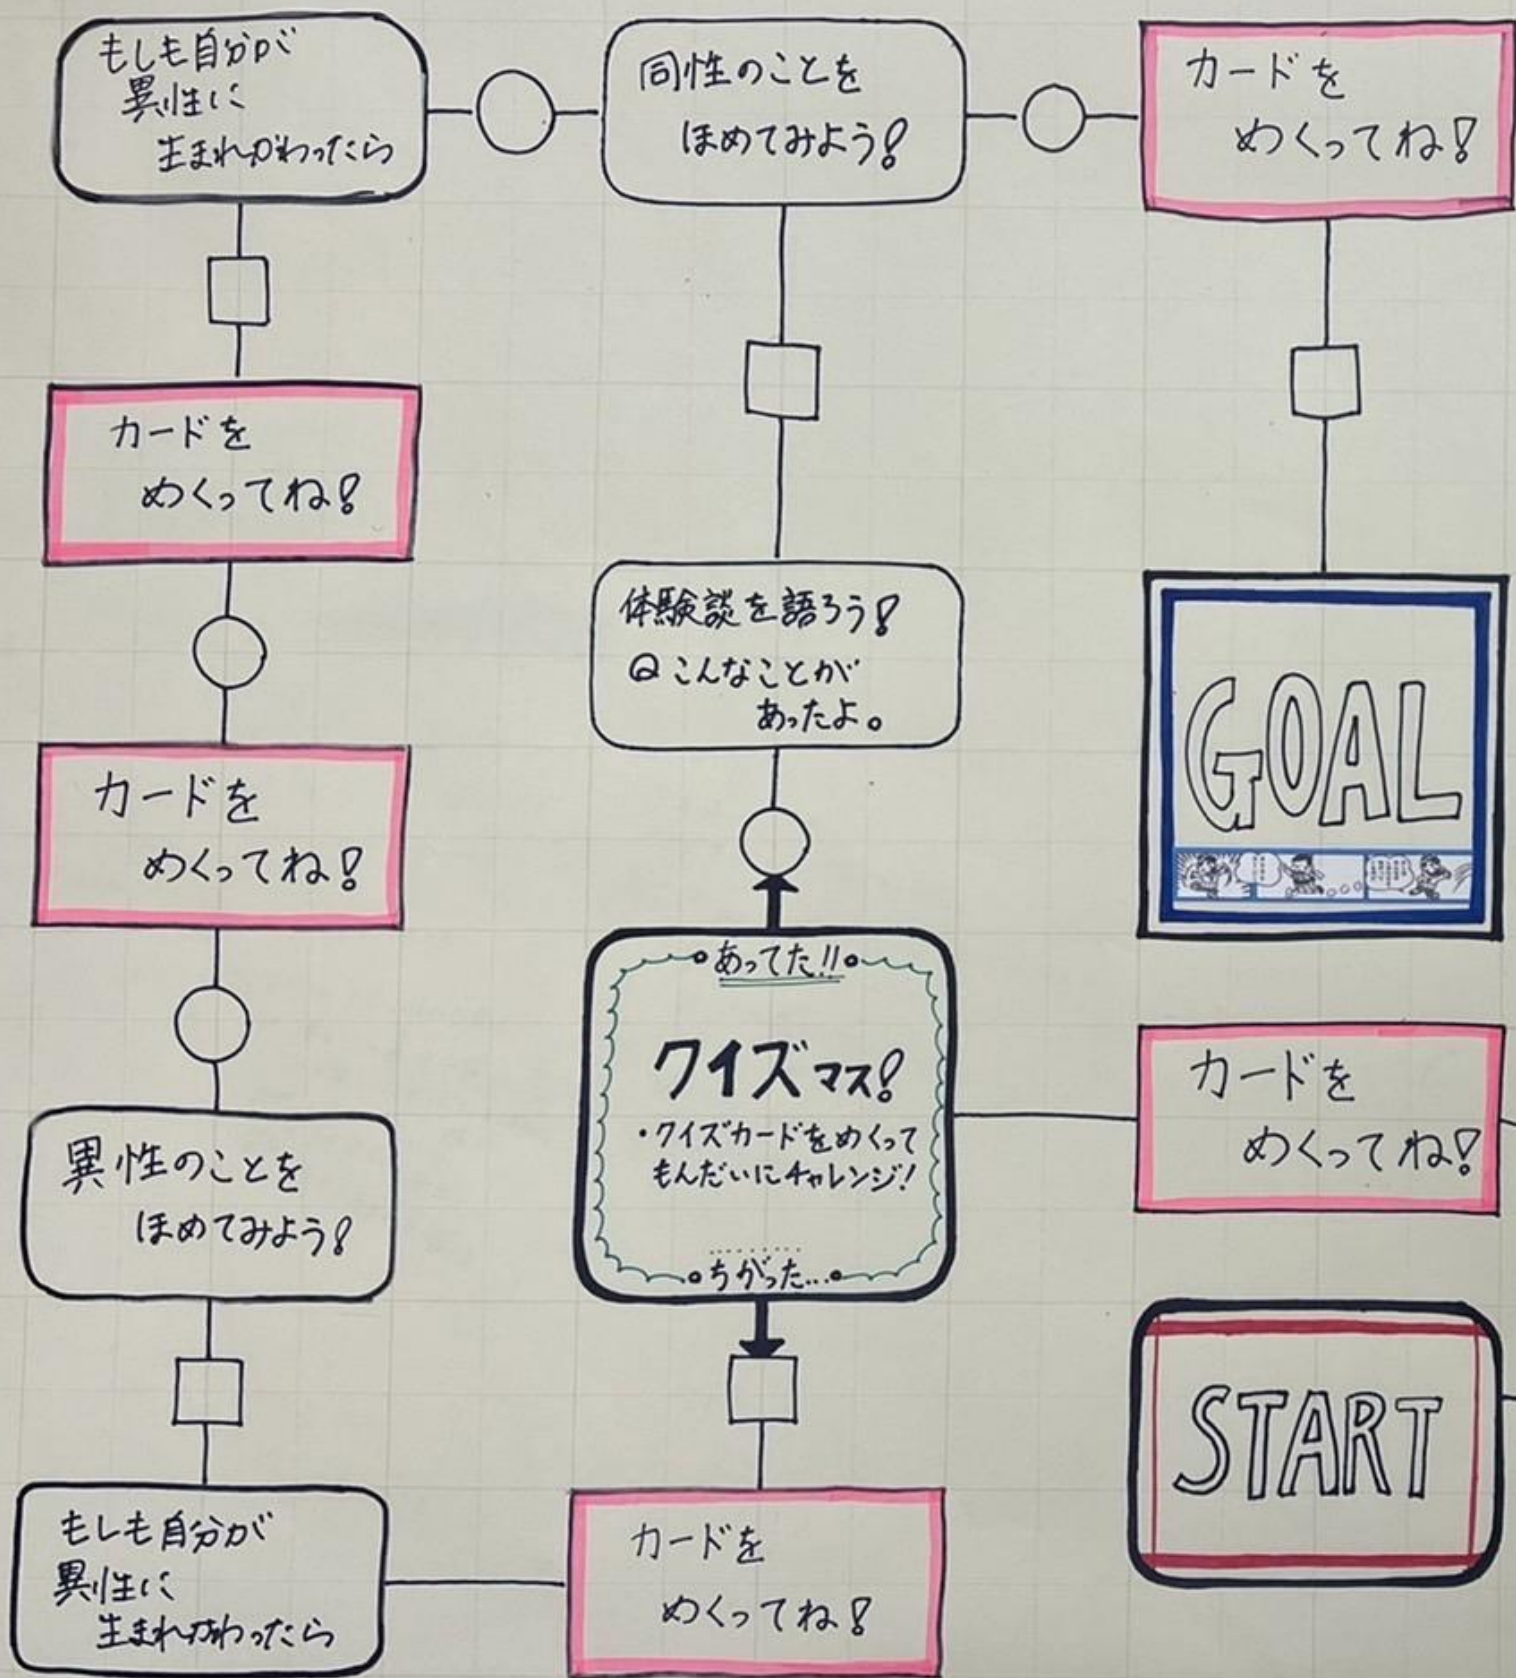 もしも自分が
異性に
生まれかわったら
同性のことを
ほめてみよう!
カードを
めくってね!
カードを
めくってね!
体験談を語ろう!
Qこんなことが
あったよ。
GOAL
カードを
めくってね!
あってた!!
クイズマス!
・クイズカードをめくって
もんだいにチャレンジ!
ちがった...
カードを
めくってね!
異性のことを
ほめてみよう!
START
もしも自分が
異性に
生まれかわったら
カードを
めくってね!